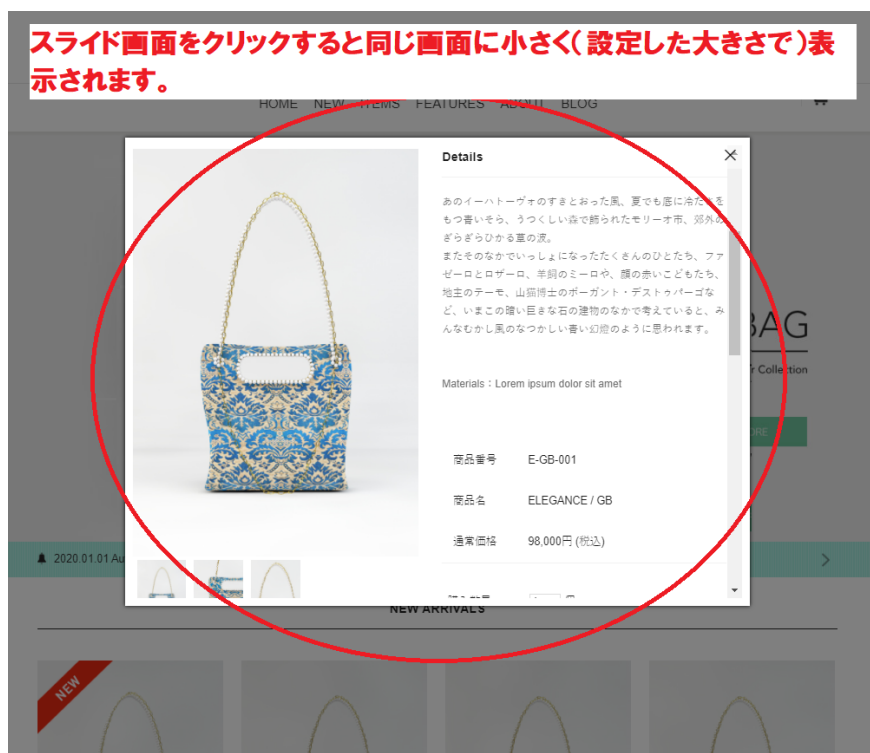 スライド画面をクリックすると同じ画面に小さく(設定した大きさで)表
示されます。
HOME NEW ITEMS FEATURES ABOUT BLOG
Details
あのイーハトーヴォのすきとおった風、夏でも底に冷たさを
もつ青いそら、うつくしい森で飾られたモリーオ市、郊外の
ぎらぎらひかる草の波。
またそのなかでいっしょになったたくさんのひとたち、ファ
ゼーロとロザーロ、羊飼のミーロや、顔の赤いこどもたち、
地主のテーモ、山猫博士のボーガント・デストゥパーゴな
ど、いまこの暗い巨きな石の建物のなかで考えていると、み
んなむかし風のなつかしい青い幻燈のように思われます。
BAG
Collection
Materials：Lorem ipsum dolor sit amet
商品番号 E-GB-001
商品名 ELEGANCE / GB
通常価格 98,000円 (税込)
2020.01.01 Au
NEW ARRIVALS
NEW